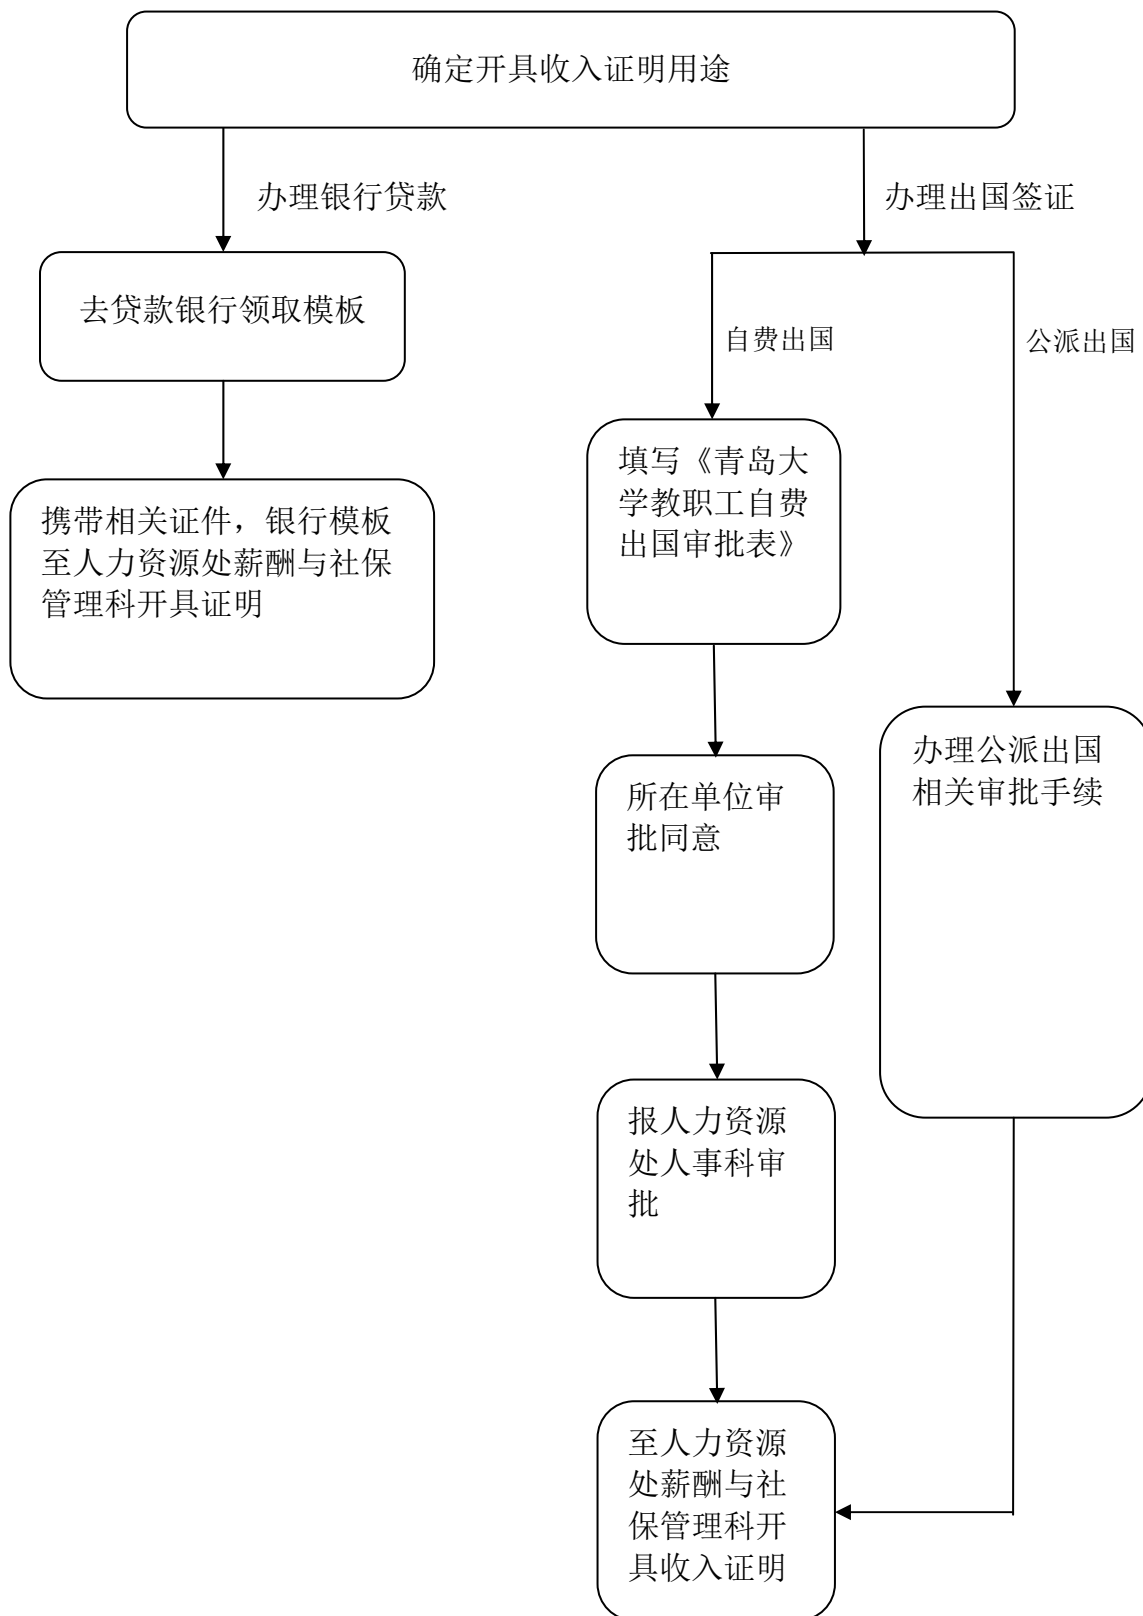 确定开具收入证明用途
办理银行贷款
办理出国签证
去贷款银行领取模板
自费出国
公派出国
携带相关证件，银行模板
至人力资源处薪酬与社保
管理科开具证明
填写《青岛大
学教职工自费
出国审批表》
所在单位审
批同意
办理公派出国
相关审批手续
报人力资源
处人事科审
批
至人力资源
处薪酬与社
保管理科开
具收入证明